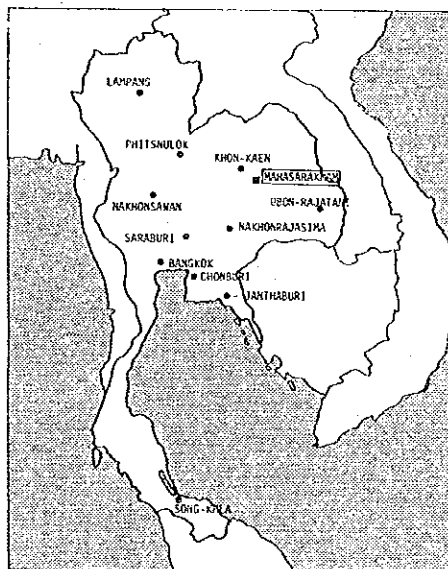 LAMPANG
PHITSNULOK
KHON-KAEN
MAHASARAKHAM
NAKHONSAWAN
UBON-RAJATANI
NAKHONRAJASIMA
SARABURI
BANGKOK
CHONBURI
JANTHABURI
SONG-KHLA